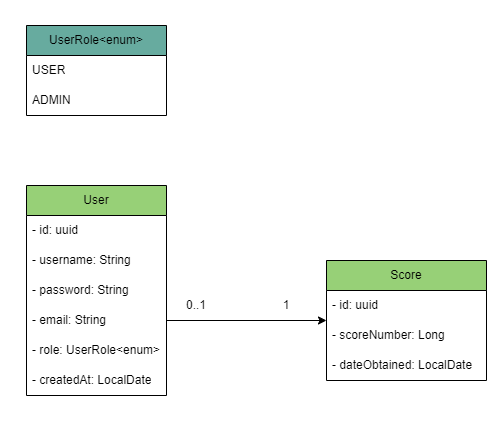 UserRole<enum>
USER
ADMIN
User
- id: uuid
- username: String
- password: String
- email: String
- role: UserRole<enum>
- createdAt: LocalDate
0..1
1
Score
- id: uuid
- scoreNumber: Long
- dateObtained: LocalDate